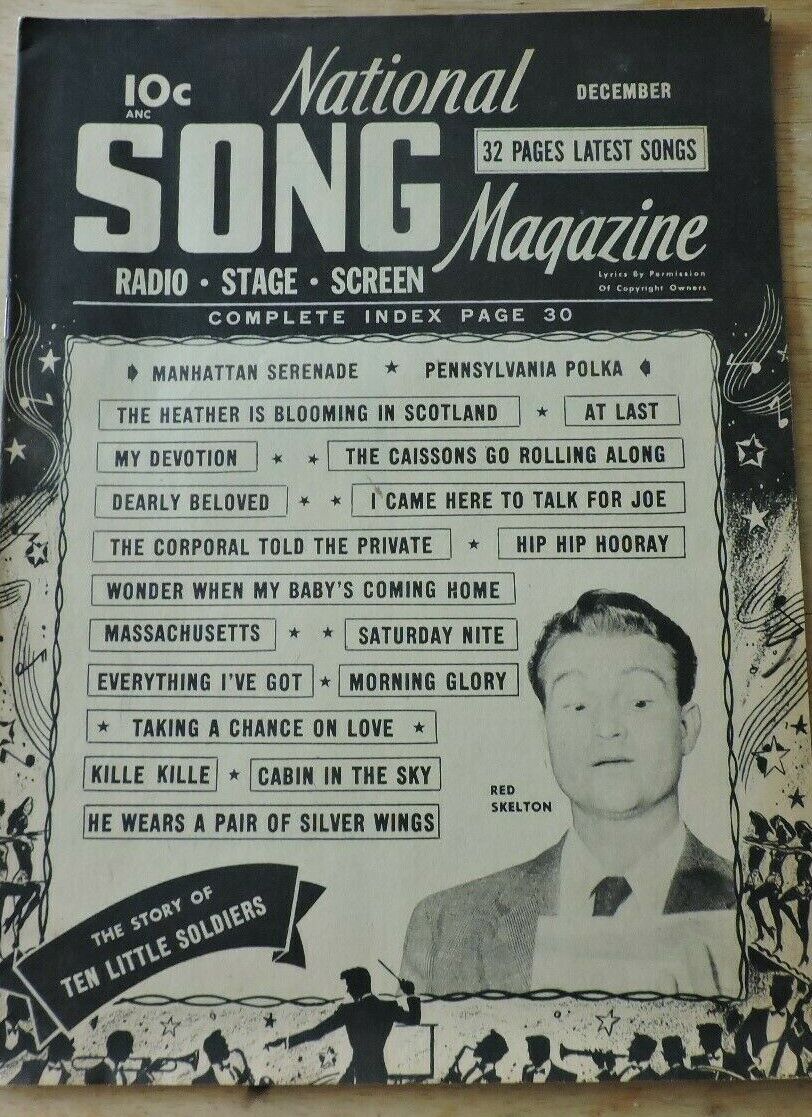 10c National DECEMBER
ANC
SONG 32 PAGES LATEST SONGS
Magazine
RADIO • STAGE • SCREEN
Lyrics By Permission
Of Copyright Owners
COMPLETE INDEX PAGE 30
MANHATTAN SERENADE ★ PENNSYLVANIA POLKA
THE HEATHER IS BLOOMING IN SCOTLAND ★ AT LAST
MY DEVOTION ★ ★ THE CAISSONS GO ROLLING ALONG
DEARLY BELOVED ★ ★ I CAME HERE TO TALK FOR JOE
THE CORPORAL TOLD THE PRIVATE ★ HIP HIP HOORAY
WONDER WHEN MY BABY'S COMING HOME
MASSACHUSETTS ★ ★ SATURDAY NITE
EVERYTHING I'VE GOT ★ MORNING GLORY
★ TAKING A CHANCE ON LOVE ★
KILLE KILLE ★ CABIN IN THE SKY
HE WEARS A PAIR OF SILVER WINGS
RED
SKELTON
THE STORY OF
TEN LITTLE SOLDIERS